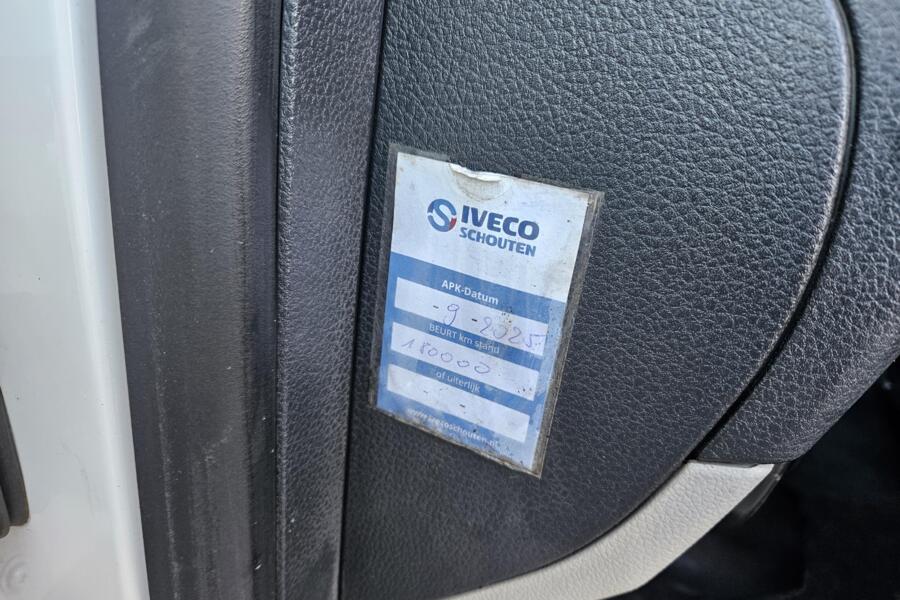 IVECO
SCHOUTEN
APK-Datum
- 9 - 2025
BEURT km stand
180000
of uiterlijk
- -
www.ivecoschouten.nl